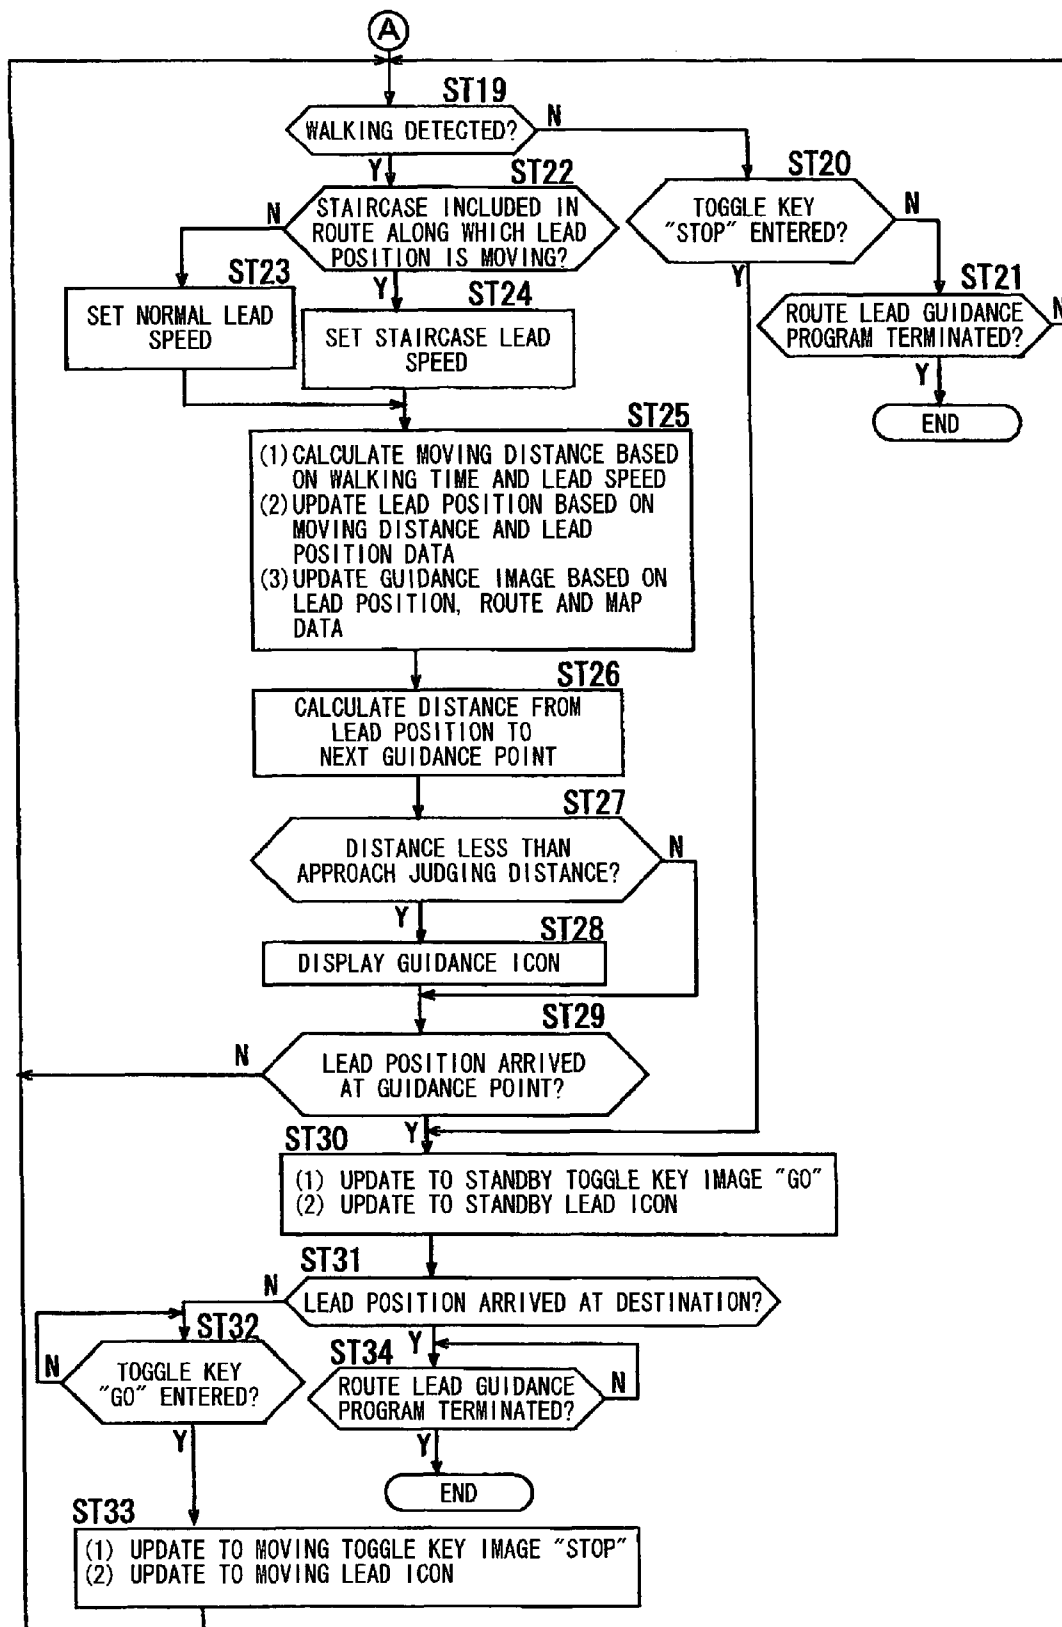 A
ST19
WALKING DETECTED?
N
Y
ST22
STAIRCASE INCLUDED IN
ROUTE ALONG WHICH LEAD
POSITION IS MOVING?
N
Y
ST20
TOGGLE KEY
"STOP" ENTERED?
N
Y
ST21
ROUTE LEAD GUIDANCE
PROGRAM TERMINATED?
N
Y
END
ST23
SET NORMAL LEAD
SPEED
ST24
SET STAIRCASE LEAD
SPEED
ST25
(1) CALCULATE MOVING DISTANCE BASED
ON WALKING TIME AND LEAD SPEED
(2) UPDATE LEAD POSITION BASED ON
MOVING DISTANCE AND LEAD
POSITION DATA
(3) UPDATE GUIDANCE IMAGE BASED ON
LEAD POSITION, ROUTE AND MAP
DATA
ST26
CALCULATE DISTANCE FROM
LEAD POSITION TO
NEXT GUIDANCE POINT
ST27
DISTANCE LESS THAN
APPROACH JUDGING DISTANCE?
N
Y
ST28
DISPLAY GUIDANCE ICON
ST29
LEAD POSITION ARRIVED
AT GUIDANCE POINT?
N
Y
ST30
(1) UPDATE TO STANDBY TOGGLE KEY IMAGE "GO"
(2) UPDATE TO STANDBY LEAD ICON
ST31
LEAD POSITION ARRIVED AT DESTINATION?
N
Y
ST32
TOGGLE KEY
"GO" ENTERED?
N
Y
ST34
ROUTE LEAD GUIDANCE
PROGRAM TERMINATED?
N
Y
END
ST33
(1) UPDATE TO MOVING TOGGLE KEY IMAGE "STOP"
(2) UPDATE TO MOVING LEAD ICON